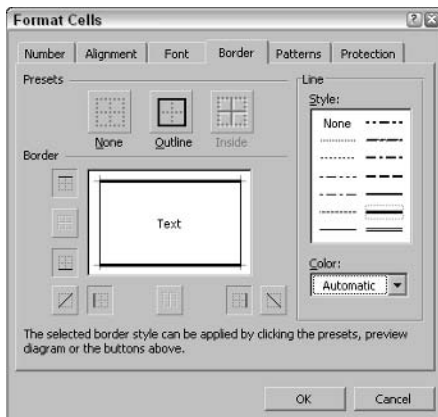 Format Cells
Number Alignment Font Border Patterns Protection
Presets
None Outline Inside
Border
Text
Line
Style:
None
Color:
Automatic
The selected border style can be applied by clicking the presets, preview
diagram or the buttons above.
OK Cancel